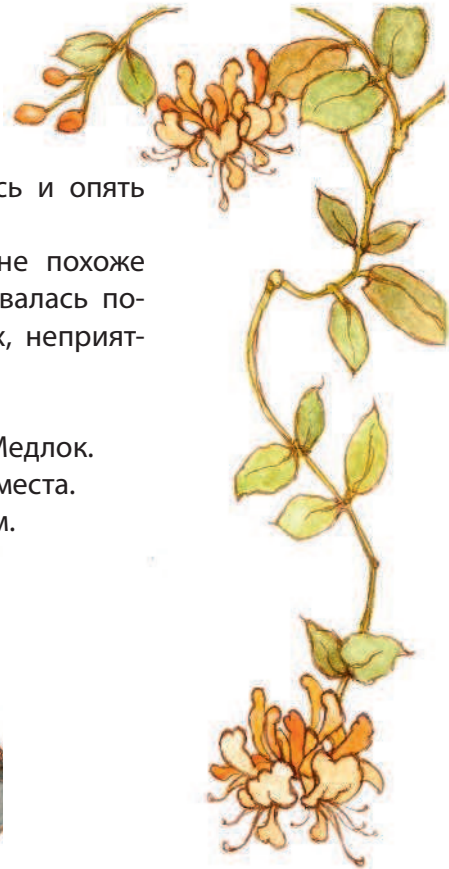 сь и опять
не похоже
валась по-
х, неприят-
Медлок.
места.
м.